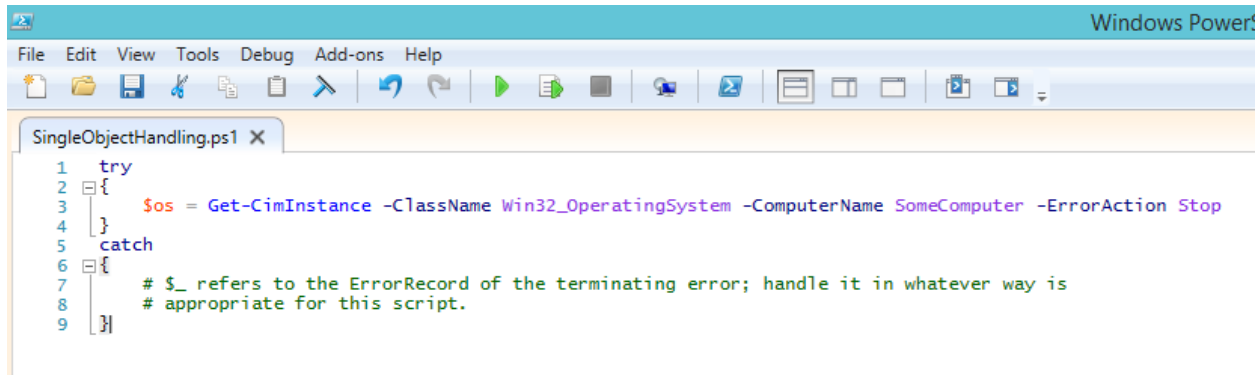 Windows PowerS
File Edit View Tools Debug Add-ons Help
SingleObjectHandling.ps1 X
1 try
2 {
3 $os = Get-CimInstance -ClassName Win32_OperatingSystem -ComputerName SomeComputer -ErrorAction Stop
4 }
5 catch
6 {
7 # $_ refers to the ErrorRecord of the terminating error; handle it in whatever way is
8 # appropriate for this script.
9 }